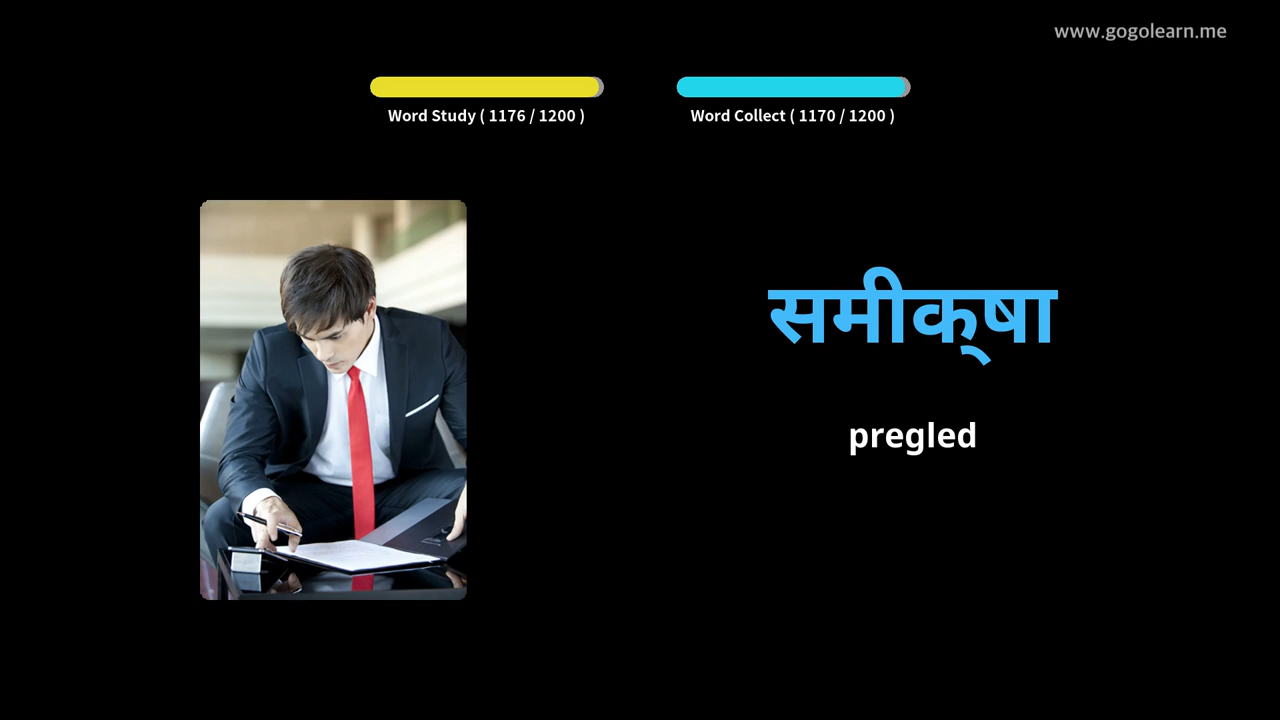 www.gogolearn.me
Word Study ( 1176 / 1200 )
Word Collect ( 1170 / 1200 )
समीक्षा
pregled